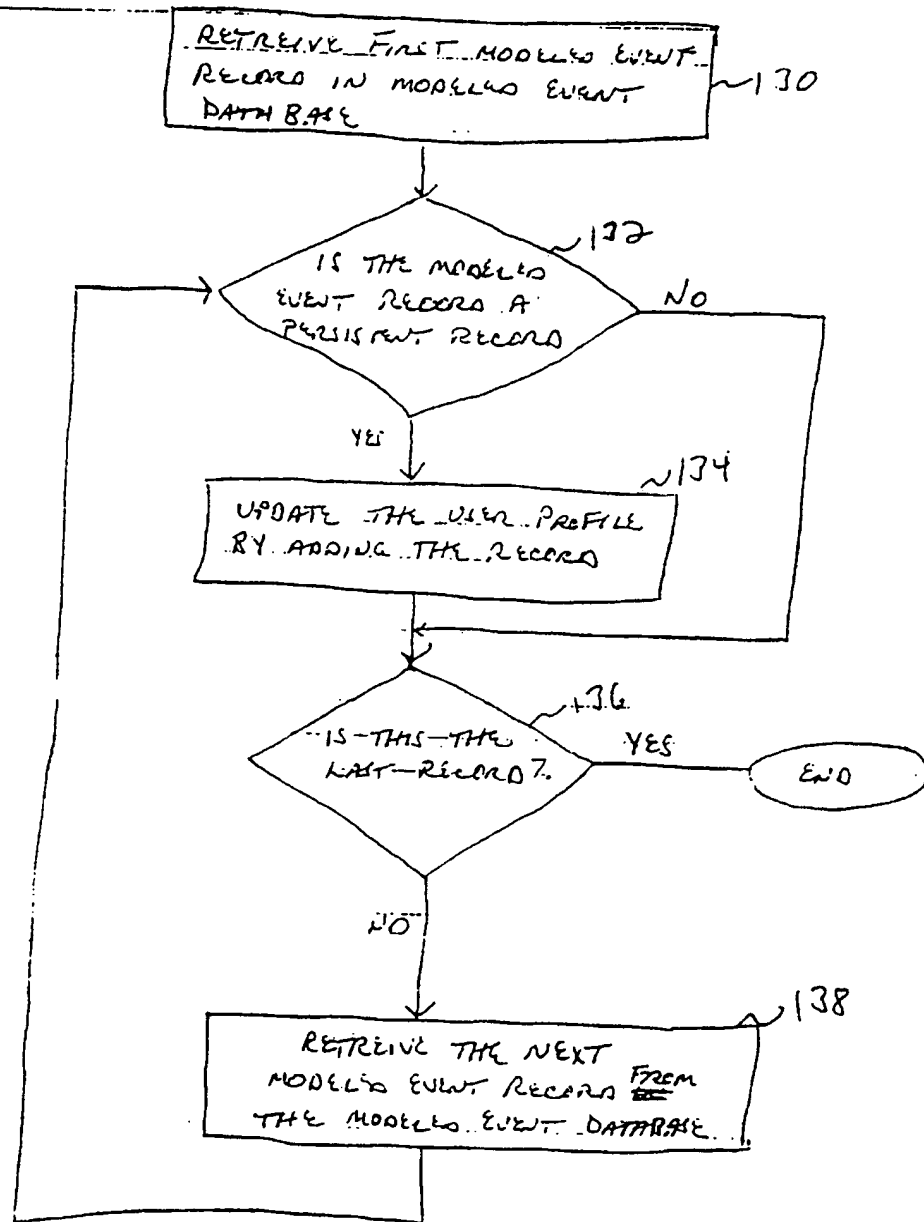 RETREIVE FIRST MODELED EVENT
RECORD IN MODELED EVENT
DATABASE
130
132
IS THE MODELED
EVENT RECORD A
PERSISTENT RECORD
NO
YES
134
UPDATE THE USER PROFILE
BY ADDING THE RECORD
136
IS THIS THE
LAST RECORD?
YES
END
NO
138
RETREIVE THE NEXT
MODELED EVENT RECORD FROM
THE MODELED EVENT DATABASE